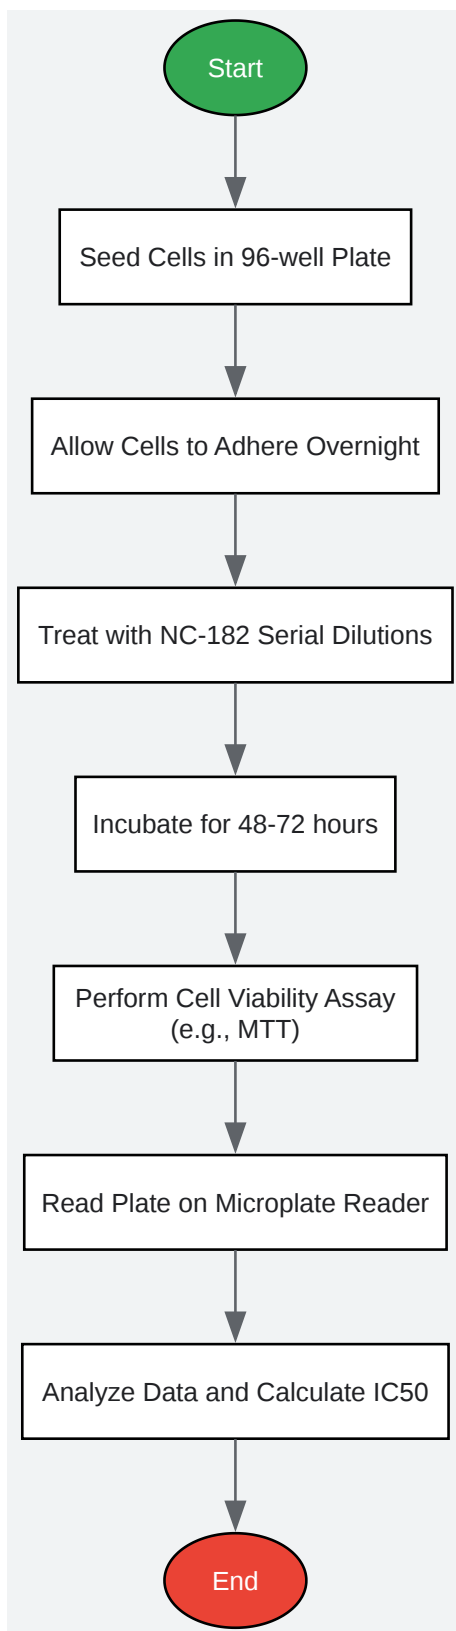 Start
Seed Cells in 96-well Plate
Allow Cells to Adhere Overnight
Treat with NC-182 Serial Dilutions
Incubate for 48-72 hours
Perform Cell Viability Assay
(e.g., MTT)
Read Plate on Microplate Reader
Analyze Data and Calculate IC50
End